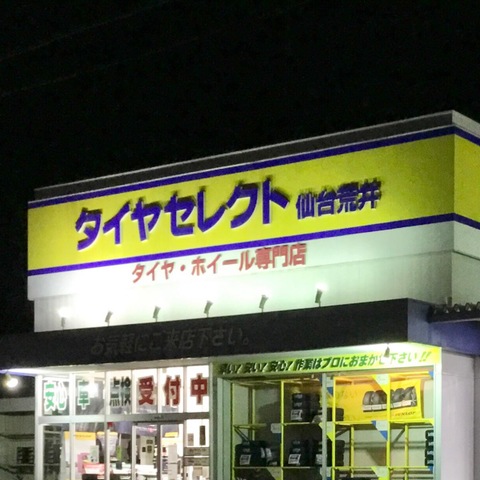 タイヤセレクト 仙台荒井
タイヤ・ホイール専門店
お気軽にご来店下さい。
早い?安い?安心?作業はプロにおまかせ下さい!!
安心
車
点検
受付中